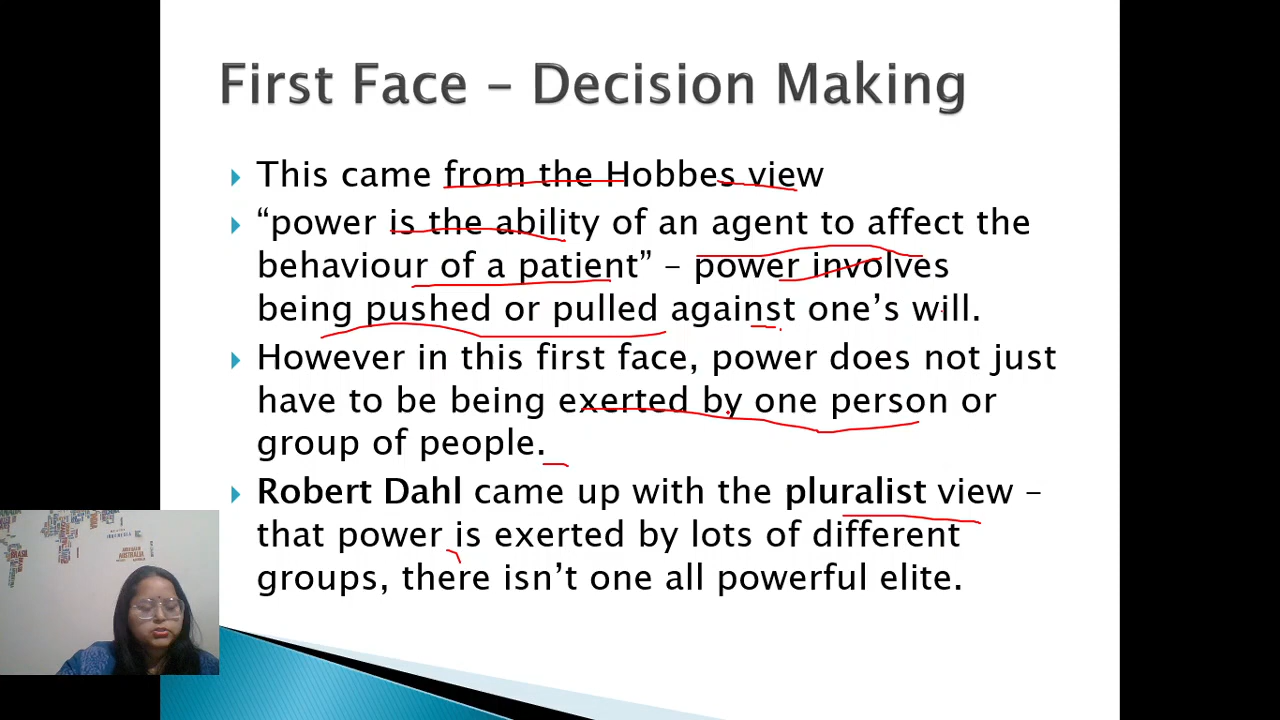 First Face – Decision Making
This came from the Hobbes view
“power is the ability of an agent to affect the
behaviour of a patient” – power involves
being pushed or pulled against one’s will.
However in this first face, power does not just
have to be being exerted by one person or
group of people.
Robert Dahl came up with the pluralist view –
that power is exerted by lots of different
groups, there isn’t one all powerful elite.